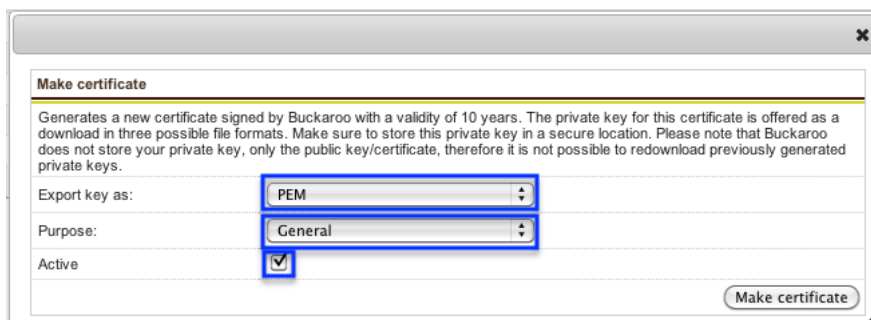 Make certificate
Generates a new certificate signed by Buckaroo with a validity of 10 years. The private key for this certificate is offered as a
download in three possible file formats. Make sure to store this private key in a secure location. Please note that Buckaroo
does not store your private key, only the public key/certificate, therefore it is not possible to redownload previously generated
private keys.
Export key as: PEM
Purpose: General
Active
Make certificate